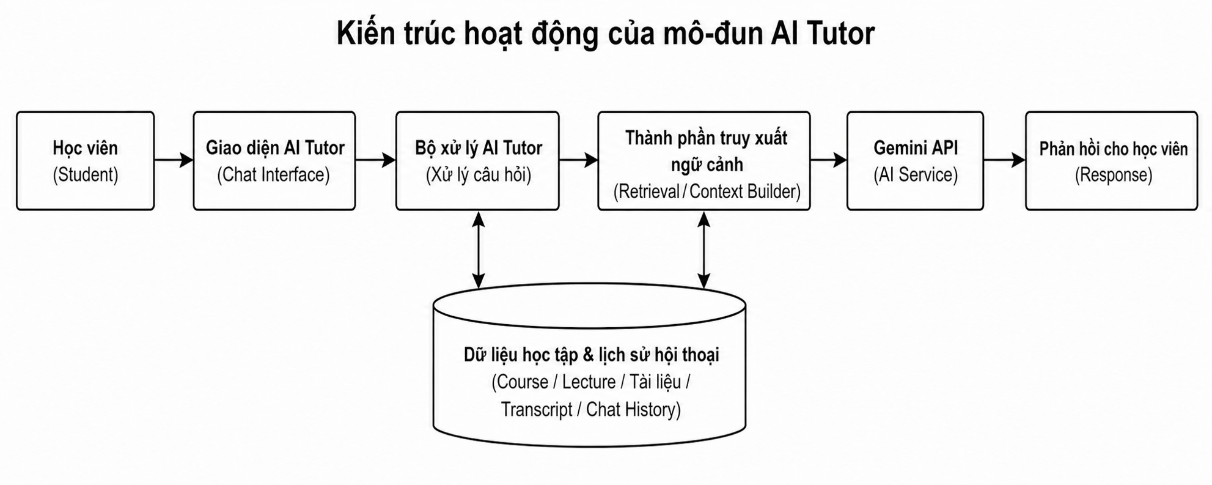 Kiến trúc hoạt động của mô-đun AI Tutor
Học viên
(Student)
Giao diện AI Tutor
(Chat Interface)
Bộ xử lý AI Tutor
(Xử lý câu hỏi)
Thành phần truy xuất
ngữ cảnh
(Retrieval / Context Builder)
Gemini API
(AI Service)
Phản hồi cho học viên
(Response)
Dữ liệu học tập & lịch sử hội thoại
(Course / Lecture / Tài liệu /
Transcript / Chat History)